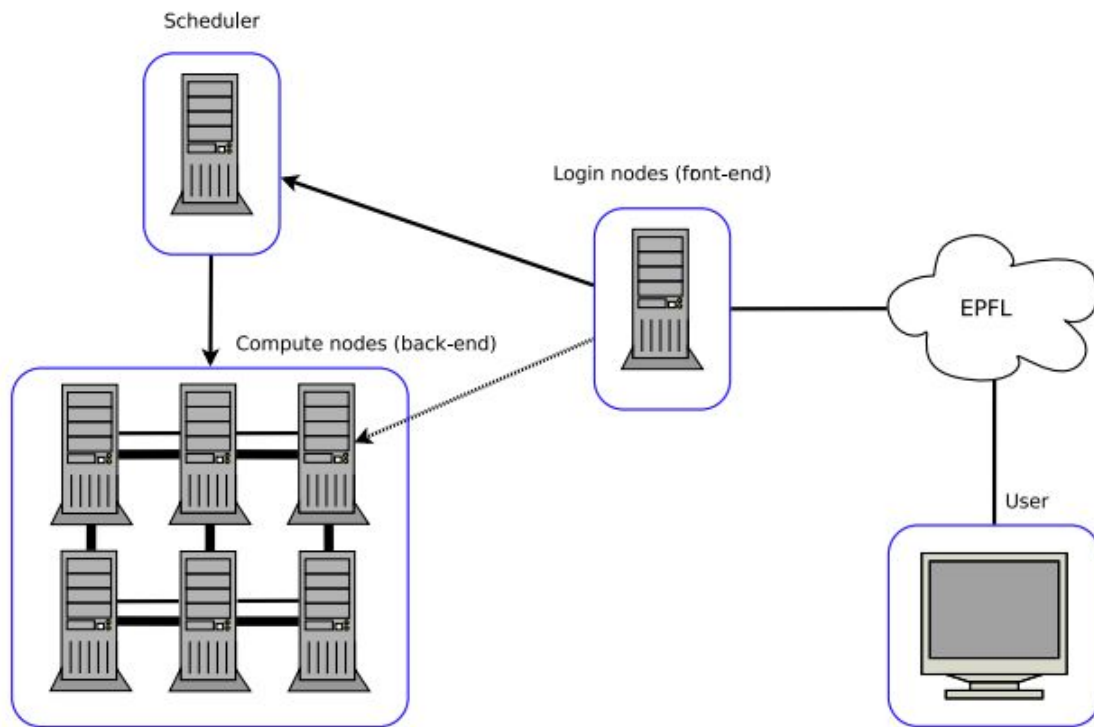 Scheduler
Login nodes (font-end)
EPFL
Compute nodes (back-end)
User